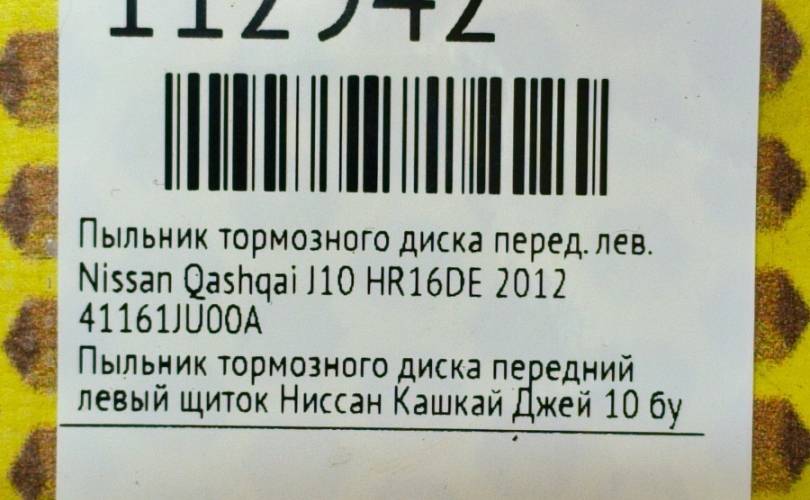 112942
Пыльник тормозного диска перед. лев.
Nissan Qashqai J10 HR16DE 2012
41161JU00A
Пыльник тормозного диска передний
левый щиток Ниссан Кашкай Джей 10 бу